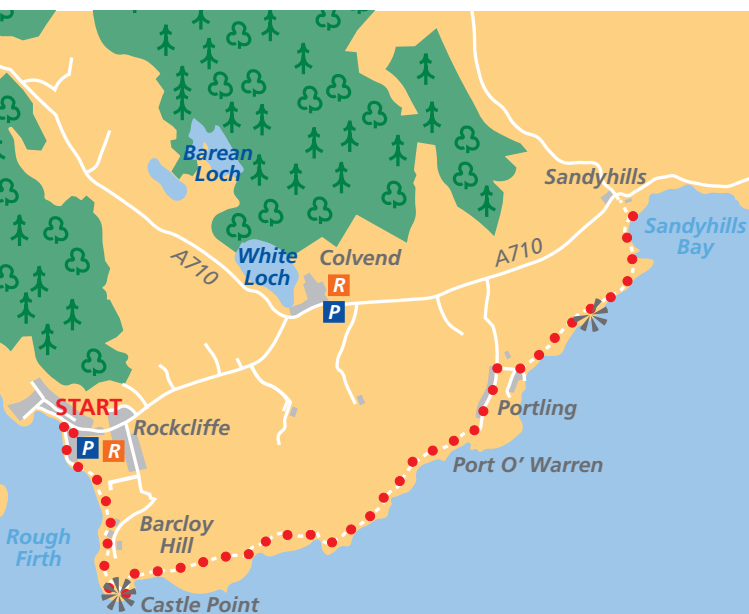 Barean
Loch
Sandyhills
Sandyhills
Bay
A710
White
Loch
Colvend
A710
R
P
START
Rockcliffe
P
R
Portling
Port O’ Warren
Barcloy
Hill
Rough
Firth
Castle Point